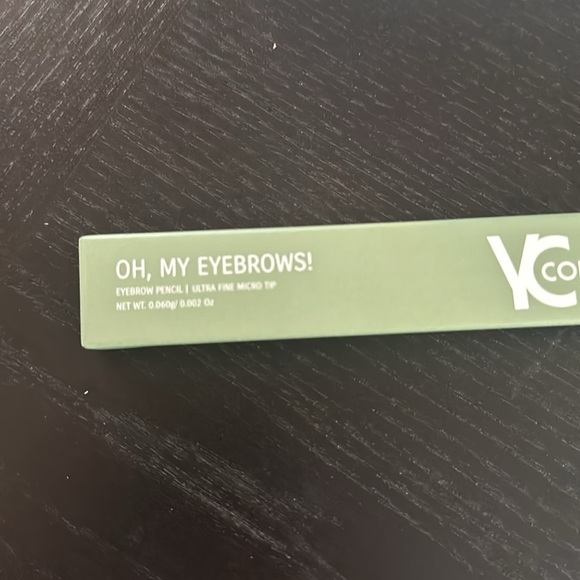 OH, MY EYEBROWS!
EYEBROW PENCIL | ULTRA FINE MICRO TIP
NET WT. 0.060g/ 0.002 Oz
YC